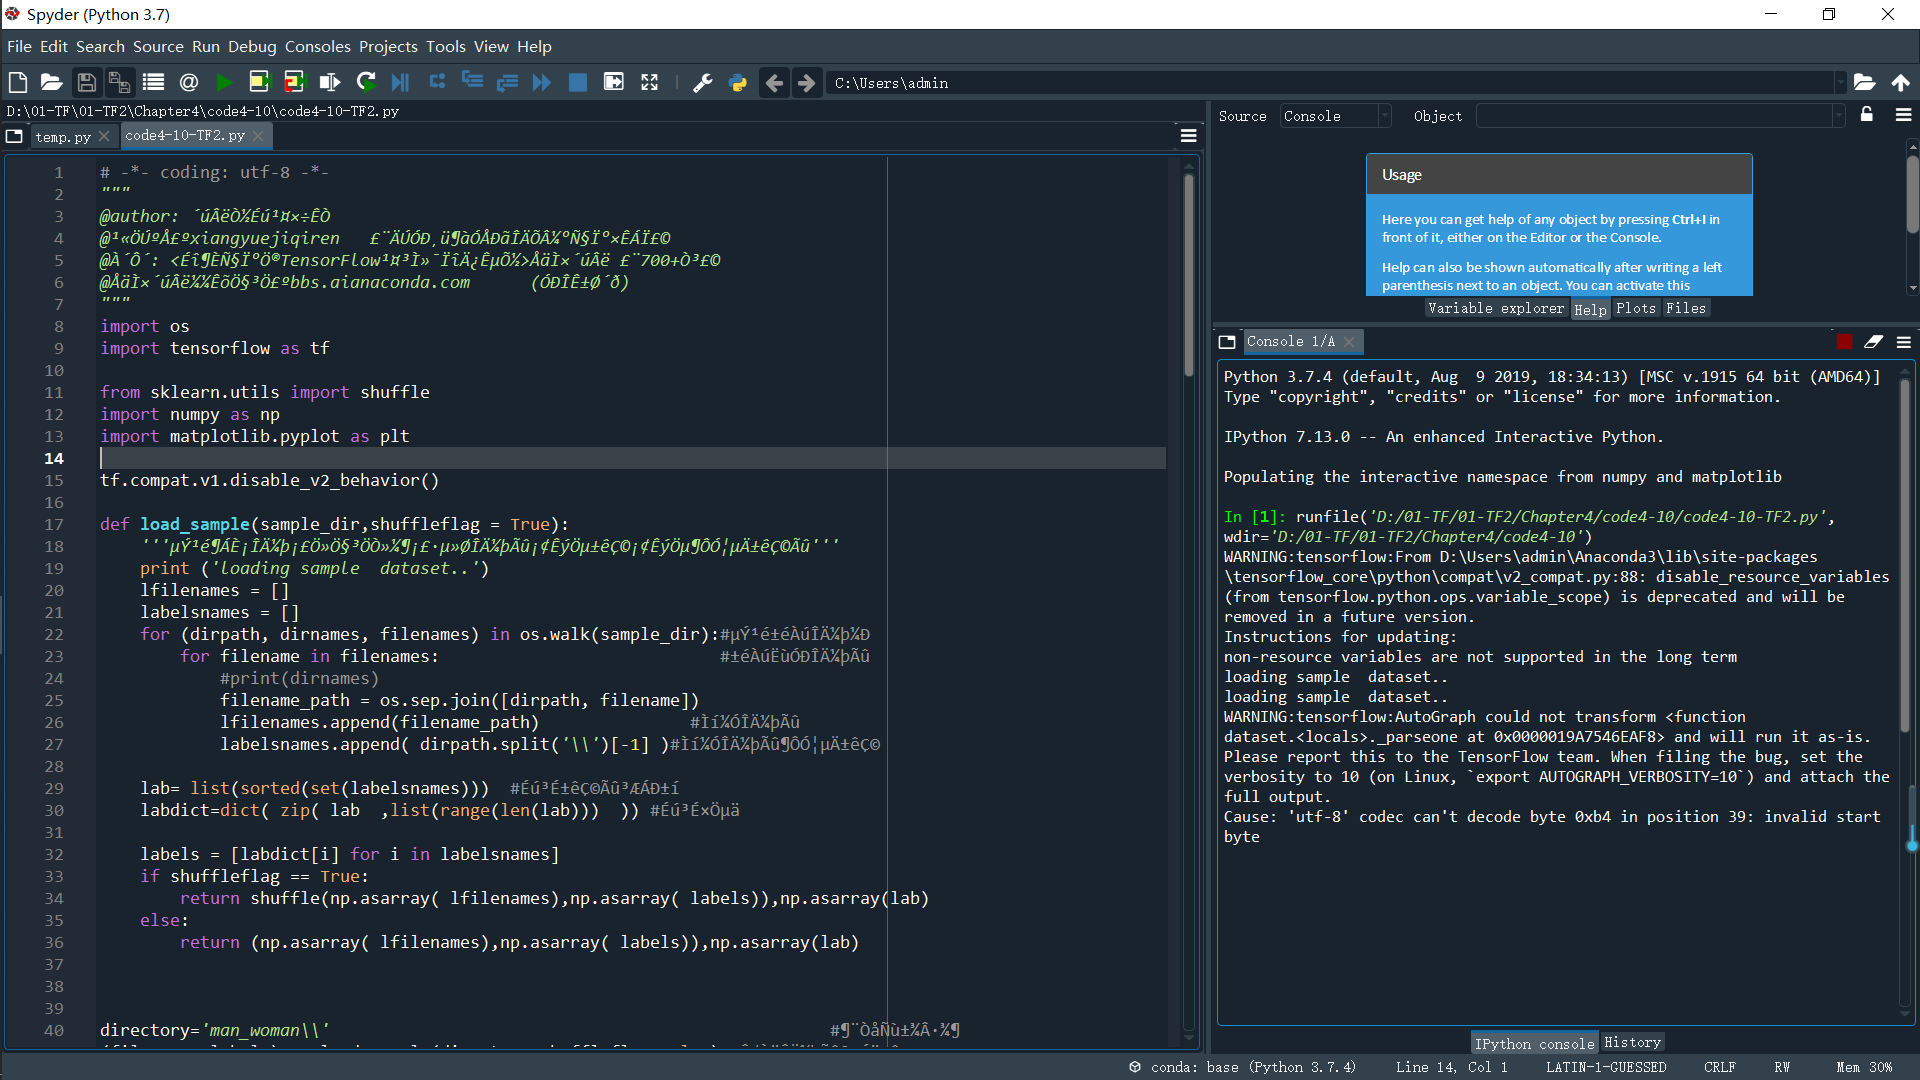 Spyder (Python 3.7)
File Edit Search Source Run Debug Consoles Projects Tools View Help
C:\Users\admin
D:\01-TF\01-TF2\Chapter4\code4-10\code4-10-TF2.py
temp.py
code4-10-TF2.py
1 # -*- coding: utf-8 -*-
2 """
3 @author: ´úÂëÒ½Éú¹¤×÷ÊÒ
4 @¹«ÖÚºÅ£ºxiangyuejiqiren   £¨ÄÚÓÐ¸ü¶àÓÅÐãÎÄÕÂ¼°Ñ§Ï°×ÊÁÏ£©
5 @À´Ô´: <Éî¶ÈÑ§Ï°Ö®TensorFlow¹¤³Ì»¯ÏîÄ¿ÊµÕ½>ÅäÌ×´úÂë £¨700+Ò³£©
6 @ÅäÌ×´úÂë¼¼ÊõÖ§³Ö£ºbbs.aianaconda.com      (ÓÐÎÊ±Ø´ð)
7 """
8 import os
9 import tensorflow as tf
10
11 from sklearn.utils import shuffle
12 import numpy as np
13 import matplotlib.pyplot as plt
14
15 tf.compat.v1.disable_v2_behavior()
16
17 def load_sample(sample_dir,shuffleflag = True):
18     '''µÝ¹é¶ÁÈ¡ÎÄ¼þ¡£Ö»Ö§³ÖÒ»¼¶¡£·µ»ØÎÄ¼þÃû¡¢ÊýÖµ±êÇ©¡¢ÊýÖµ¶ÔÓ¦µÄ±êÇ©Ãû'''
19     print ('loading sample  dataset..')
20     lfilenames = []
21     labelsnames = []
22     for (dirpath, dirnames, filenames) in os.walk(sample_dir):#µÝ¹é±éÀúÎÄ¼þ¼Ð
23         for filename in filenames:                            #±éÀúËùÓÐÎÄ¼þÃû
24             #print(dirnames)
25             filename_path = os.sep.join([dirpath, filename])
26             lfilenames.append(filename_path)               #Ìí¼ÓÎÄ¼þÃû
27             labelsnames.append( dirpath.split('\\')[-1] )#Ìí¼ÓÎÄ¼þÃû¶ÔÓ¦µÄ±êÇ©
28
29     lab= list(sorted(set(labelsnames)))  #Éú³É±êÇ©Ãû³ÆÁÐ±í
30     labdict=dict( zip( lab  ,list(range(len(lab)))  )) #Éú³É×Öµä
31
32     labels = [labdict[i] for i in labelsnames]
33     if shuffleflag == True:
34         return shuffle(np.asarray( lfilenames),np.asarray( labels)),np.asarray(lab)
35     else:
36         return (np.asarray( lfilenames),np.asarray( labels)),np.asarray(lab)
37
38
39
40 directory='man_woman\\'                                                  #¶¨ÒåÑù±¾Â·¾¶
Source Console Object
Usage
Here you can get help of any object by pressing Ctrl+I in
front of it, either on the Editor or the Console.
Help can also be shown automatically after writing a left
parenthesis next to an object. You can activate this
Variable explorer Help Plots Files
Console 1/A
Python 3.7.4 (default, Aug  9 2019, 18:34:13) [MSC v.1915 64 bit (AMD64)]
Type "copyright", "credits" or "license" for more information.
IPython 7.13.0 -- An enhanced Interactive Python.
Populating the interactive namespace from numpy and matplotlib
In [1]: runfile('D:/01-TF/01-TF2/Chapter4/code4-10/code4-10-TF2.py',
wdir='D:/01-TF/01-TF2/Chapter4/code4-10')
WARNING:tensorflow:From D:\Users\admin\Anaconda3\lib\site-packages
\tensorflow_core\python\compat\v2_compat.py:88: disable_resource_variables
(from tensorflow.python.ops.variable_scope) is deprecated and will be
removed in a future version.
Instructions for updating:
non-resource variables are not supported in the long term
loading sample  dataset..
loading sample  dataset..
WARNING:tensorflow:AutoGraph could not transform <function
dataset.<locals>._parseone at 0x0000019A7546EAF8> and will run it as-is.
Please report this to the TensorFlow team. When filing the bug, set the
verbosity to 10 (on Linux, `export AUTOGRAPH_VERBOSITY=10`) and attach the
full output.
Cause: 'utf-8' codec can't decode byte 0xb4 in position 39: invalid start
byte
IPython console History
conda: base (Python 3.7.4) Line 14, Col 1 LATIN-1-GUESSED CRLF RW Mem 30%